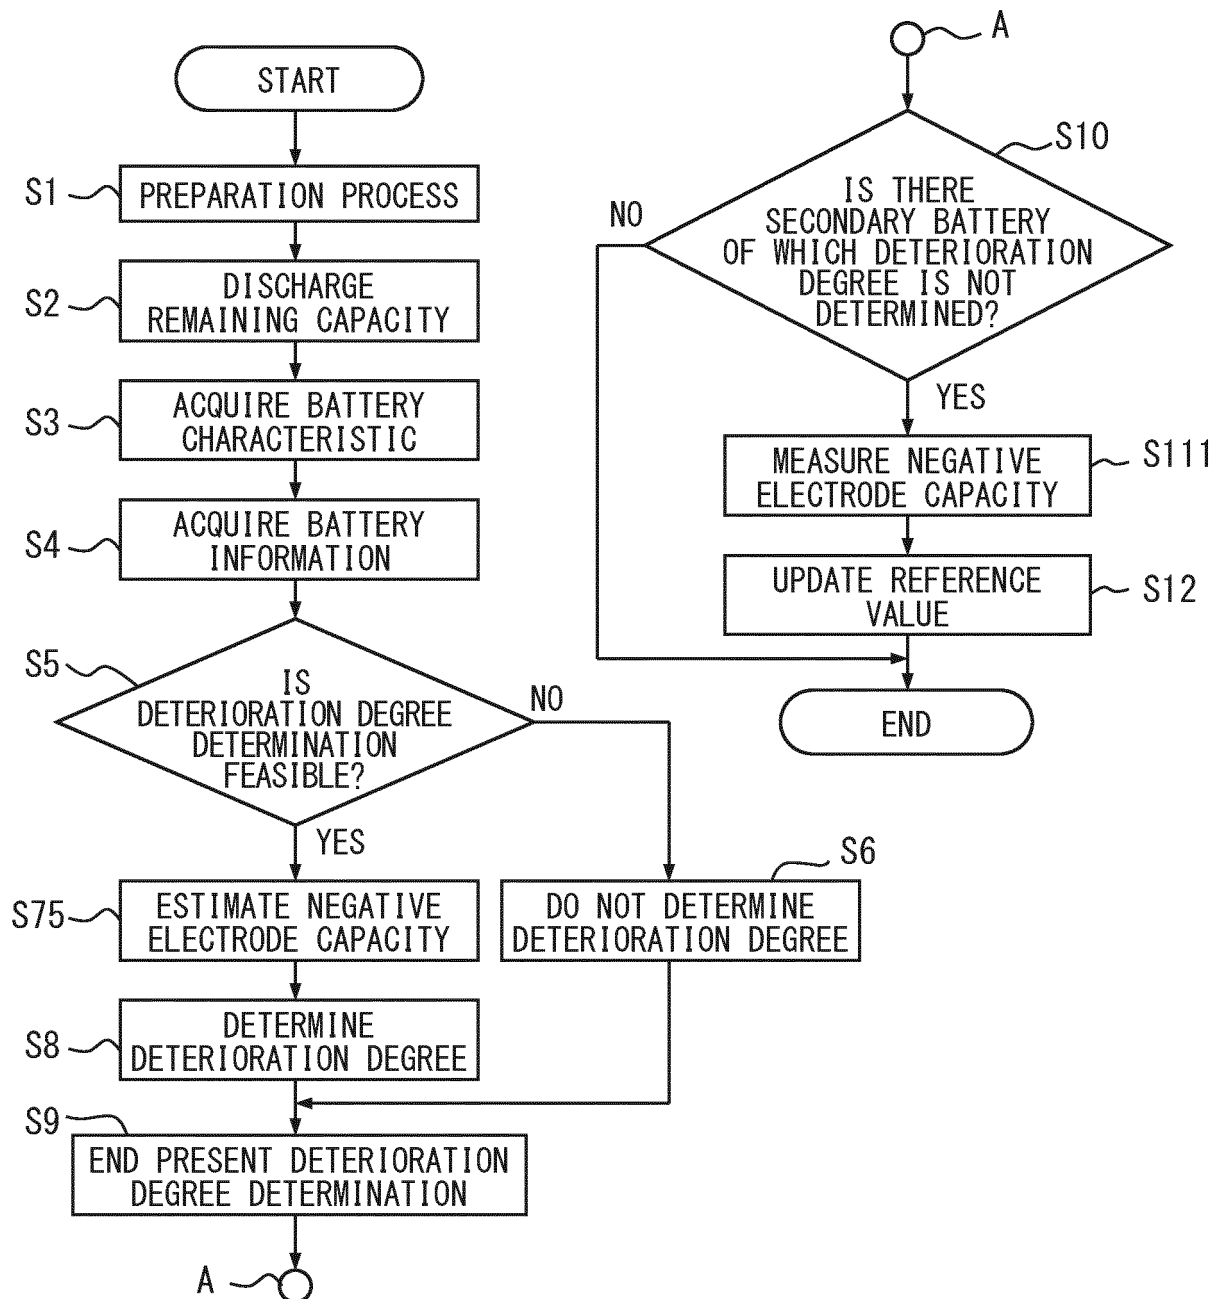 START
S1
PREPARATION PROCESS
S2
DISCHARGE
REMAINING CAPACITY
S3
ACQUIRE BATTERY
CHARACTERISTIC
S4
ACQUIRE BATTERY
INFORMATION
S5
IS
DETERIORATION DEGREE
DETERMINATION
FEASIBLE?
NO
YES
S6
DO NOT DETERMINE
DETERIORATION DEGREE
S75
ESTIMATE NEGATIVE
ELECTRODE CAPACITY
S8
DETERMINE
DETERIORATION DEGREE
S9
END PRESENT DETERIORATION
DEGREE DETERMINATION
A
A
S10
IS THERE
SECONDARY BATTERY
OF WHICH DETERIORATION
DEGREE IS NOT
DETERMINED?
NO
YES
S111
MEASURE NEGATIVE
ELECTRODE CAPACITY
S12
UPDATE REFERENCE
VALUE
END